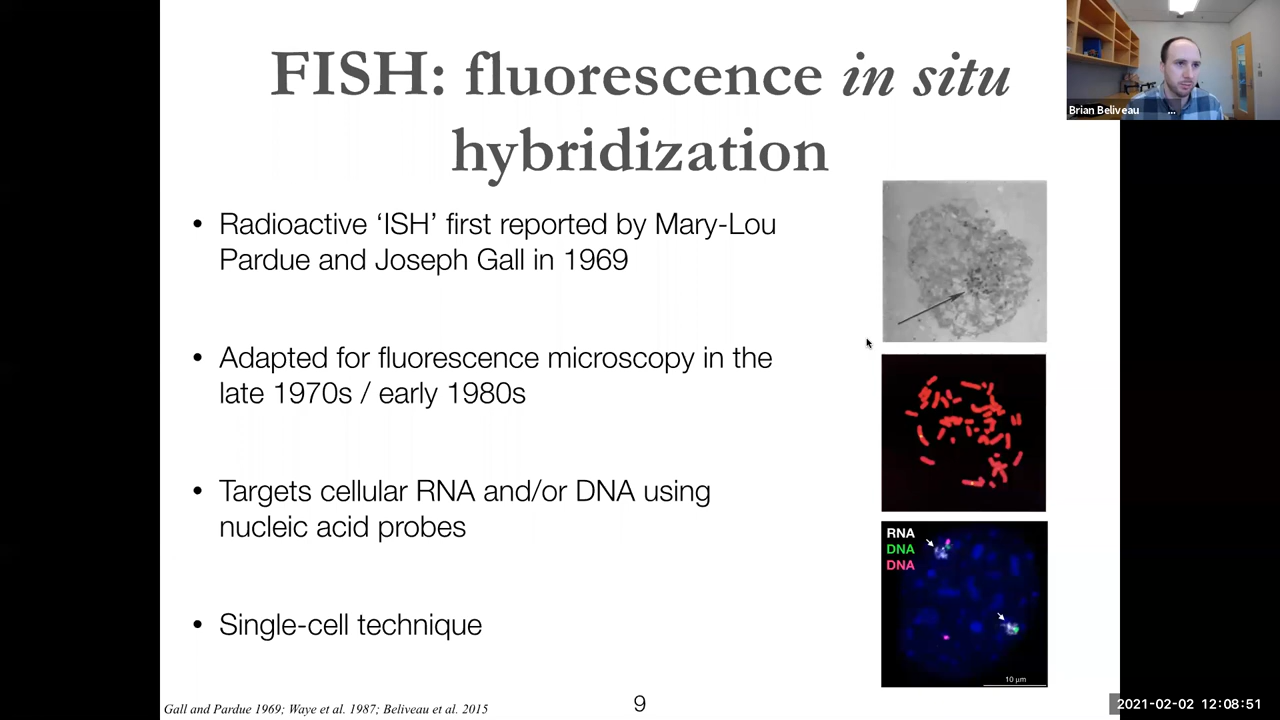 FISH: fluorescence in situ
hybridization
Brian Beliveau
...
• Radioactive ‘ISH’ first reported by Mary-Lou
Pardue and Joseph Gall in 1969
• Adapted for fluorescence microscopy in the
late 1970s / early 1980s
• Targets cellular RNA and/or DNA using
nucleic acid probes
• Single-cell technique
RNA
DNA
DNA
10 μm
Gall and Pardue 1969; Waye et al. 1987; Beliveau et al. 2015
9
2021-02-02 12:08:51